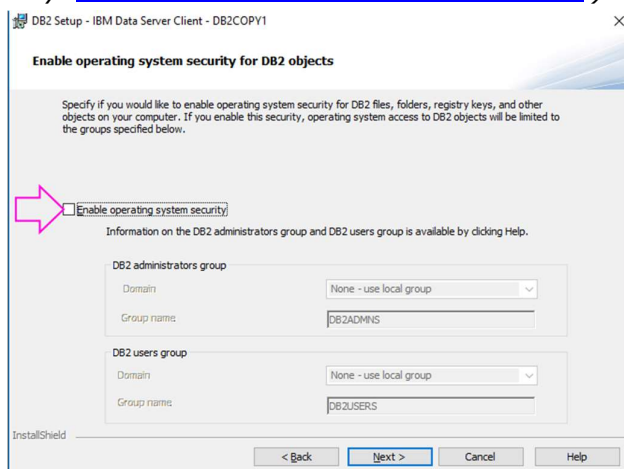 DB2 Setup - IBM Data Server Client - DB2COPY1
Enable operating system security for DB2 objects
Specify if you would like to enable operating system security for DB2 files, folders, registry keys, and other
objects on your computer. If you enable this security, operating system access to DB2 objects will be limited to
the groups specified below.
Enable operating system security
Information on the DB2 administrators group and DB2 users group is available by clicking Help.
DB2 administrators group
Domain
None - use local group
Group name
DB2ADMNS
DB2 users group
Domain
None - use local group
Group name
DB2USERS
InstallShield
< Back
Next >
Cancel
Help